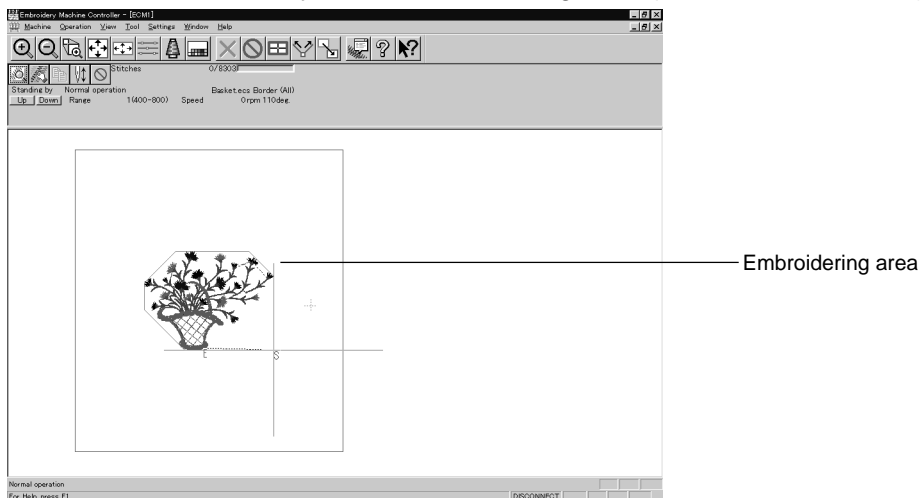 Embroidery Machine Controller - [ECM1]
Machine Operation View Tool Settings Window Help
Stitches 0/8303
Standing by Normal operation Basket.ecs Border (All)
Up Down Range 1(400-800) Speed 0rpm 110deg.
Embroidering area
E S
Normal operation
For Help, press F1 DISCONNECT